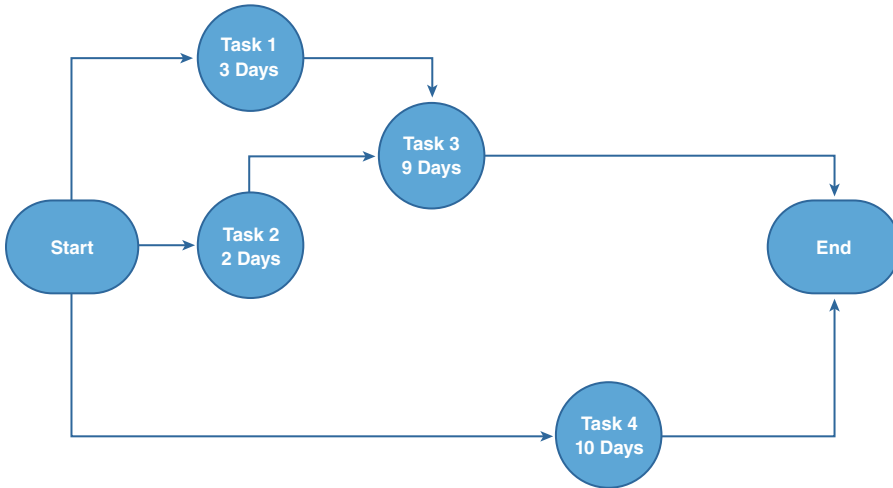 Task 1
3 Days
Task 3
9 Days
Start
Task 2
2 Days
End
Task 4
10 Days